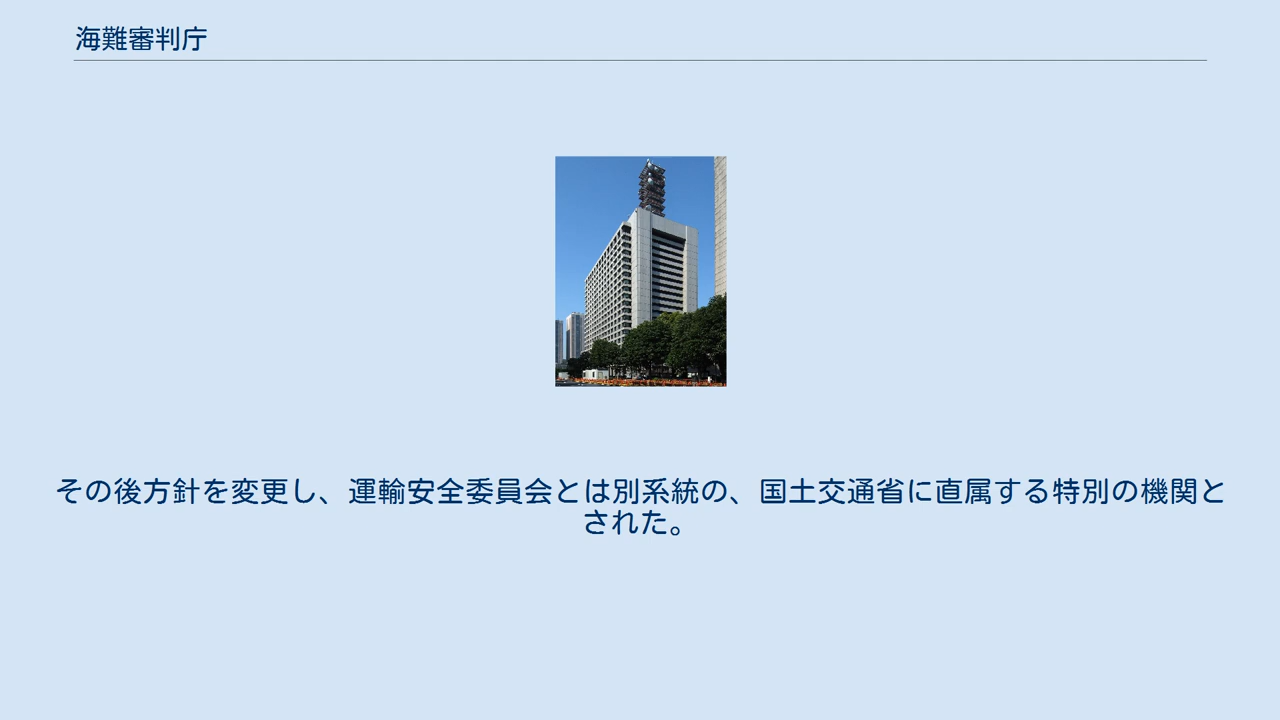 海難審判庁
その後方針を変更し、運輸安全委員会とは別系統の、国土交通省に直属する特別の機関と
された。